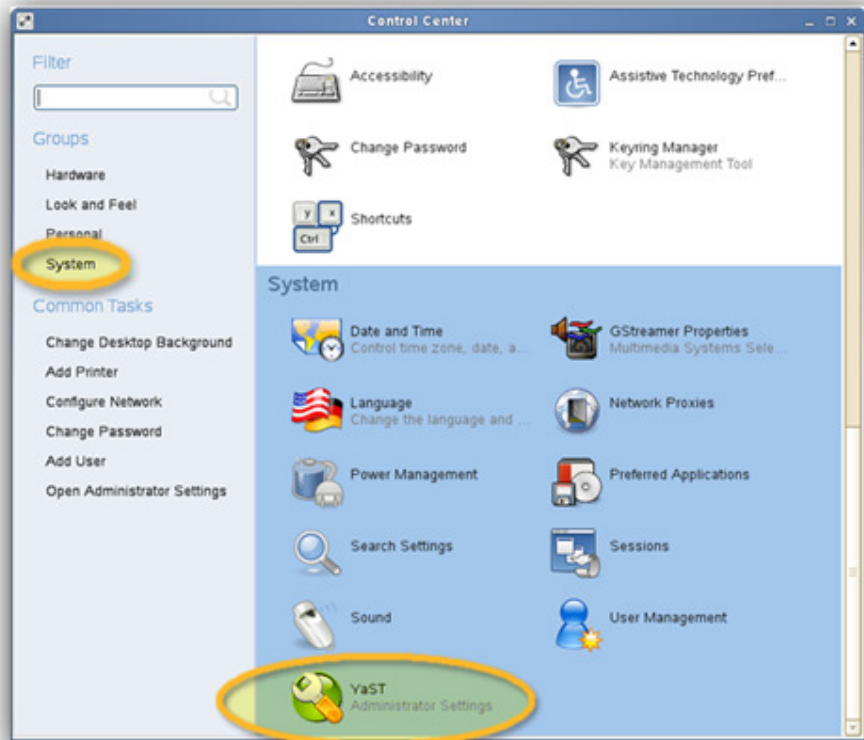 Control Center
Filter
Groups
Hardware
Look and Feel
Personal
System
Common Tasks
Change Desktop Background
Add Printer
Configure Network
Change Password
Add User
Open Administrator Settings
Accessibility
Assistive Technology Pref...
Change Password
Keyring Manager
Key Management Tool
y x
Ctrl
Shortcuts
System
Date and Time
Control time zone, date, a...
GStreamer Properties
Multimedia Systems Sele...
Language
Change the language and ...
Network Proxies
Power Management
Preferred Applications
Search Settings
Sessions
Sound
User Management
YaST
Administrator Settings